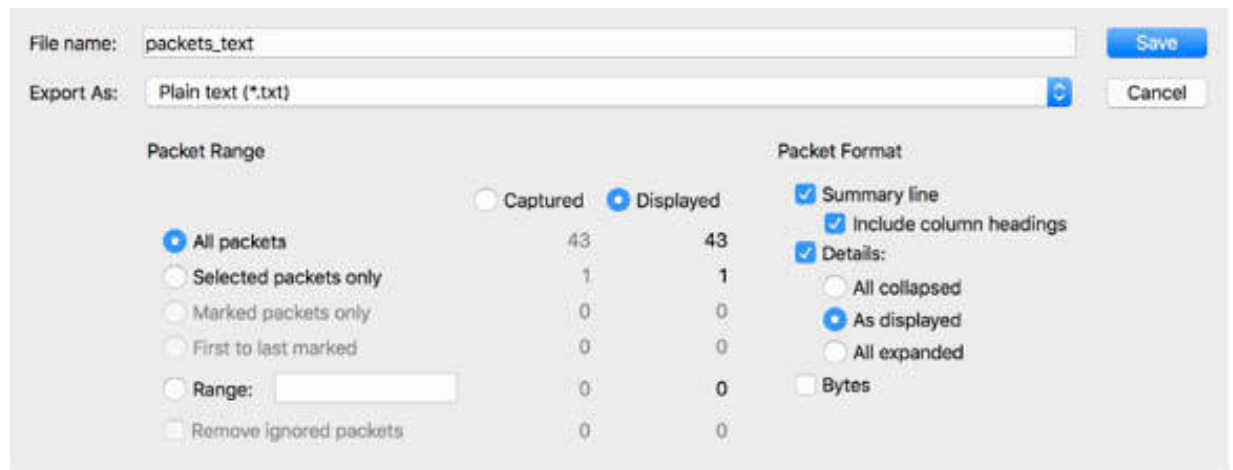 File name: packets_text Save
Export As: Plain text (*.txt) Cancel
Packet Range
Captured Displayed
All packets 43 43
Selected packets only 1 1
Marked packets only 0 0
First to last marked 0 0
Range: 0 0
Remove ignored packets 0 0
Packet Format
Summary line
Include column headings
Details:
All collapsed
As displayed
All expanded
Bytes